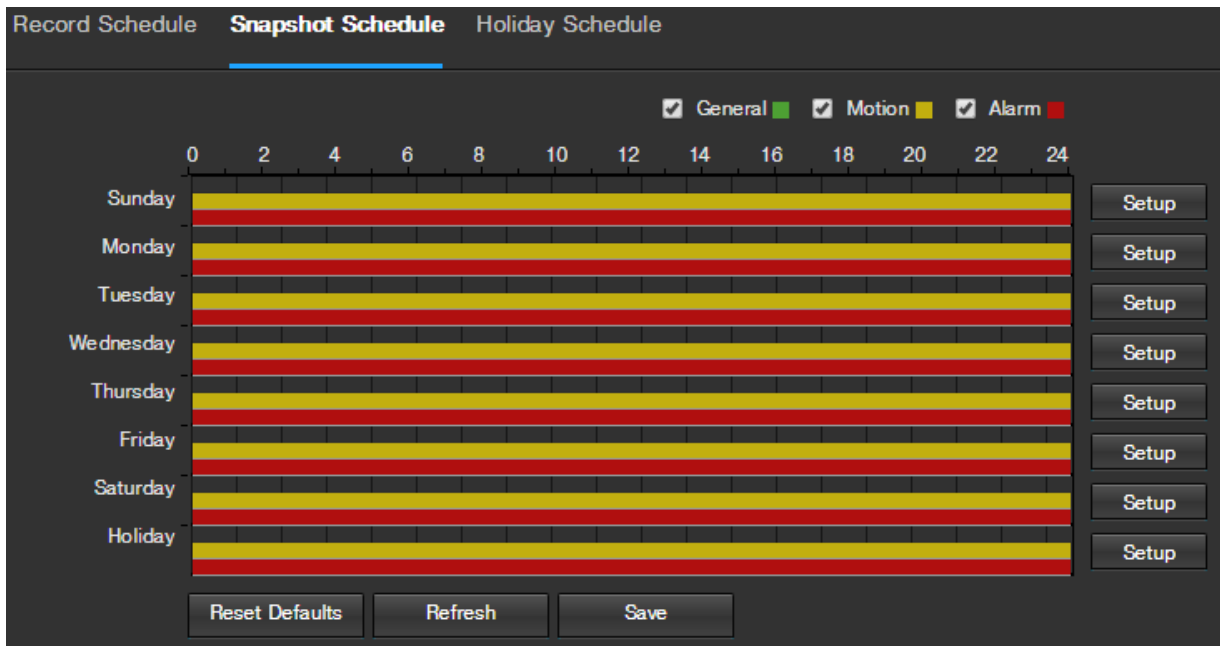 Record Schedule Snapshot Schedule Holiday Schedule
General Motion Alarm
0 2 4 6 8 10 12 14 16 18 20 22 24
Sunday Setup
Monday Setup
Tuesday Setup
Wednesday Setup
Thursday Setup
Friday Setup
Saturday Setup
Holiday Setup
Reset Defaults Refresh Save